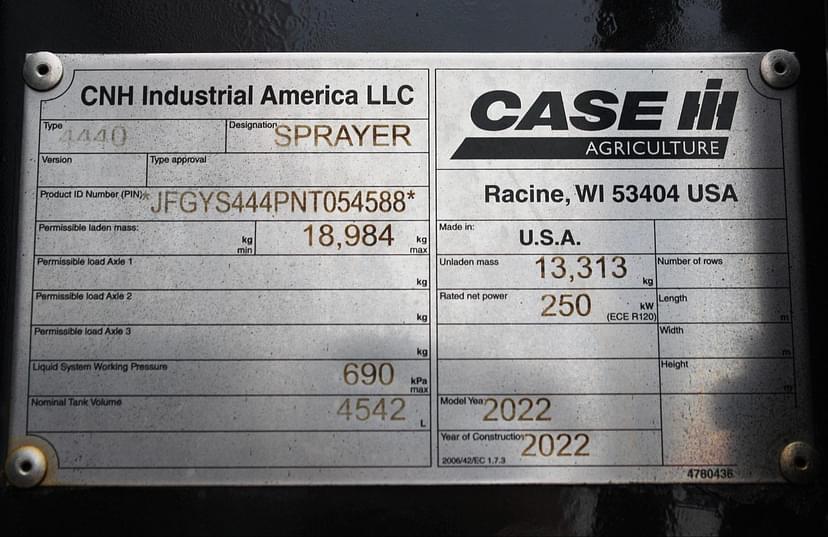 CNH Industrial America LLC
Type 4440 Designation SPRAYER
Version Type approval
Product ID Number (PIN) *JFGYS444PNT054588*
Permissible laden mass: kg min 18,984 kg max
Permissible load Axle 1 kg
Permissible load Axle 2 kg
Permissible load Axle 3 kg
Liquid System Working Pressure 690 kPa max
Nominal Tank Volume 4542 L
CASE IH
AGRICULTURE
Racine, WI 53404 USA
Made in: U.S.A.
Unladen mass 13,313 kg Number of rows
Rated net power 250 kW (ECE R120) Length m
Width m
Height m
Model Year 2022
Year of Construction 2022
2006/42/EC 1.7.3
4780436